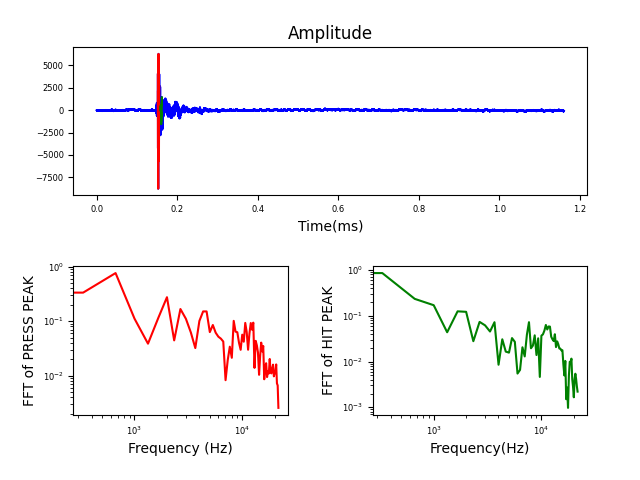 Amplitude
5000
2500
0
−2500
−5000
−7500
0.0 0.2 0.4 0.6 0.8 1.0 1.2
Time(ms)
FFT of PRESS PEAK
10⁰
10⁻¹
10⁻²
10³ 10⁴
Frequency (Hz)
FFT of HIT PEAK
10⁰
10⁻¹
10⁻²
10⁻³
10³ 10⁴
Frequency(Hz)